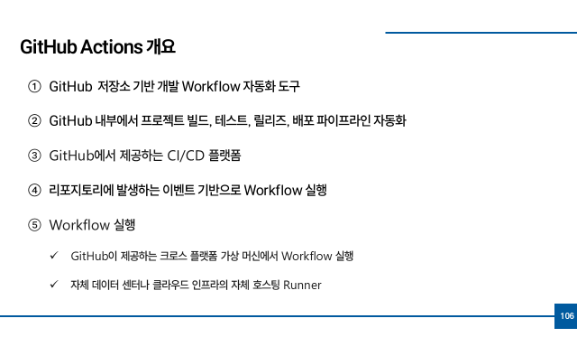 GitHub Actions 개요
① GitHub 저장소 기반 개발 Workflow 자동화 도구
② GitHub 내부에서 프로젝트 빌드, 테스트, 릴리즈, 배포 파이프라인 자동화
③ GitHub에서 제공하는 CI/CD 플랫폼
④ 리포지토리에 발생하는 이벤트 기반으로 Workflow 실행
⑤ Workflow 실행
✓ GitHub이 제공하는 크로스 플랫폼 가상 머신에서 Workflow 실행
✓ 자체 데이터 센터나 클라우드 인프라의 자체 호스팅 Runner
106